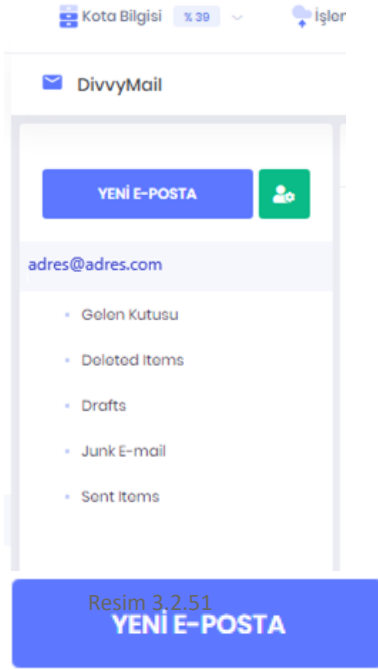 Kota Bilgisi % 39 İşlem
DivvyMail
YENİ E-POSTA
adres@adres.com
Gelen Kutusu
Deleted Items
Drafts
Junk E-mail
Sent Items
Resim 3.2.51
YENİ E-POSTA